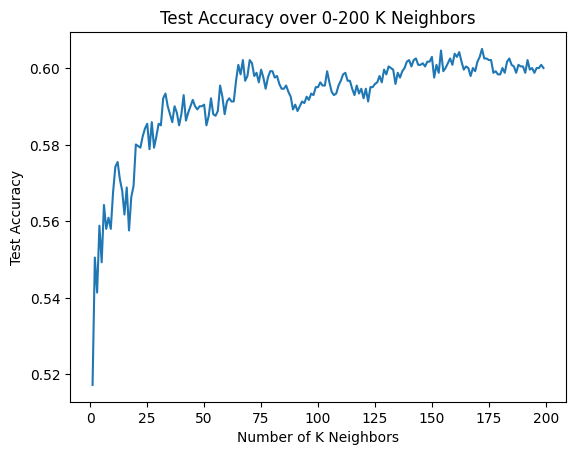 Test Accuracy over 0-200 K Neighbors
0.60
0.58
0.56
0.54
0.52
Test Accuracy
0 25 50 75 100 125 150 175 200
Number of K Neighbors